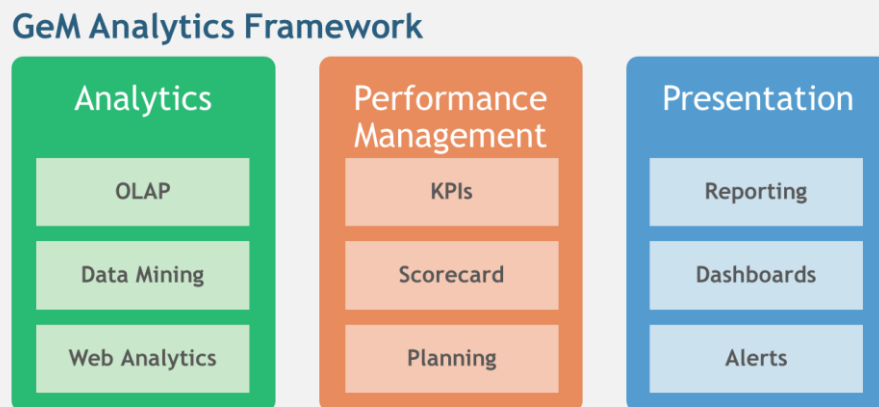 GeM Analytics Framework
Analytics
OLAP
Data Mining
Web Analytics
Performance
Management
KPIs
Scorecard
Planning
Presentation
Reporting
Dashboards
Alerts